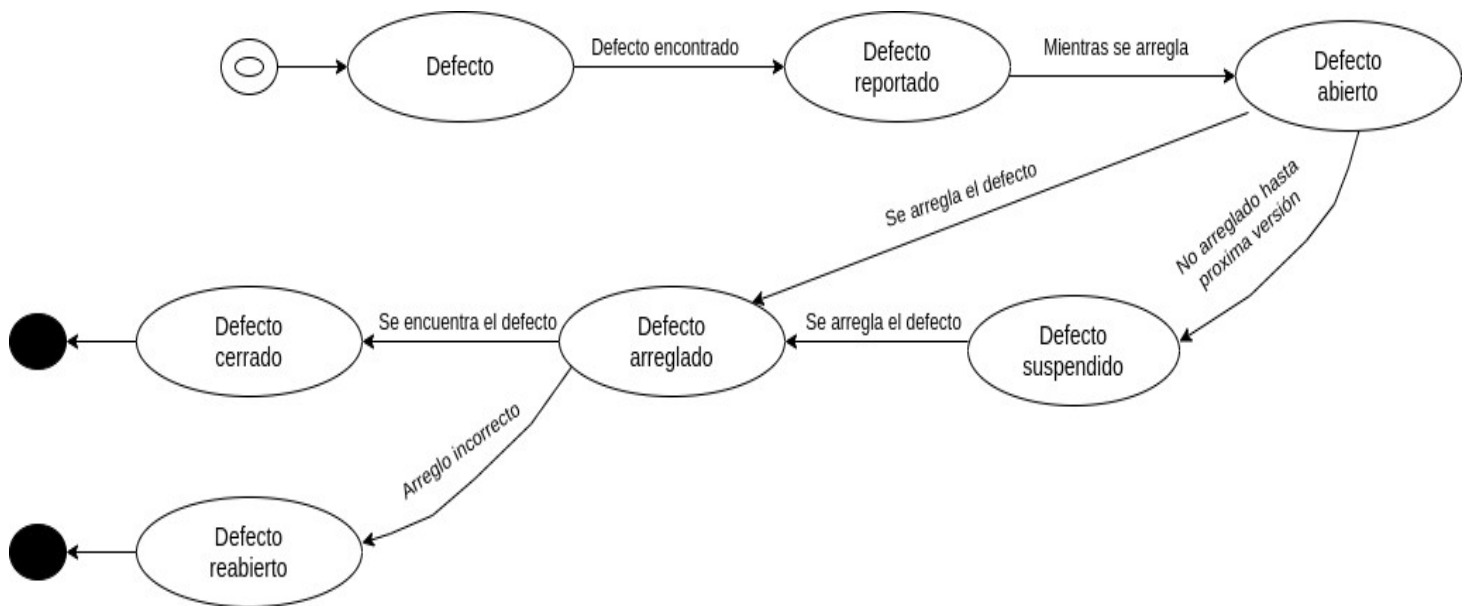 Defecto
Defecto encontrado
Defecto
reportado
Mientras se arregla
Defecto
abierto
Se arregla el defecto
No arreglado hasta
proxima versión
Defecto
cerrado
Se encuentra el defecto
Defecto
arreglado
Se arregla el defecto
Defecto
suspendido
Arreglo incorrecto
Defecto
reabierto